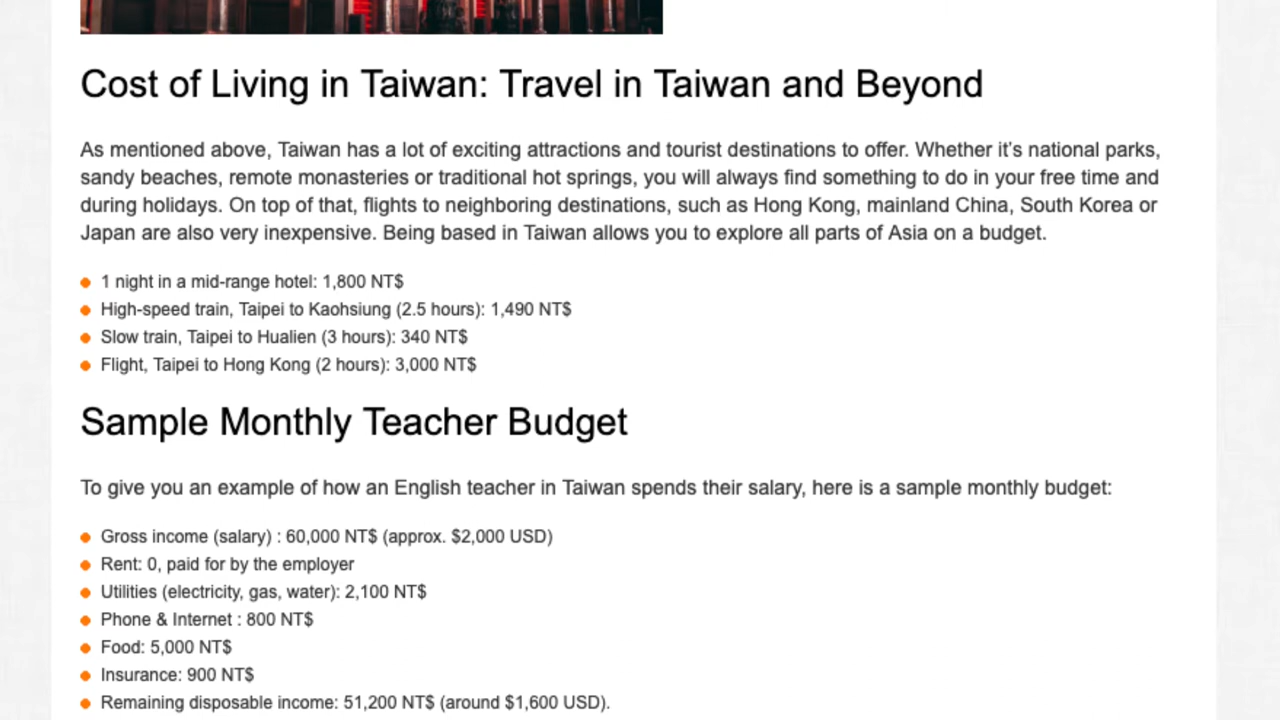 Cost of Living in Taiwan: Travel in Taiwan and Beyond
As mentioned above, Taiwan has a lot of exciting attractions and tourist destinations to offer. Whether it’s national parks,
sandy beaches, remote monasteries or traditional hot springs, you will always find something to do in your free time and
during holidays. On top of that, flights to neighboring destinations, such as Hong Kong, mainland China, South Korea or
Japan are also very inexpensive. Being based in Taiwan allows you to explore all parts of Asia on a budget.
1 night in a mid-range hotel: 1,800 NT$
High-speed train, Taipei to Kaohsiung (2.5 hours): 1,490 NT$
Slow train, Taipei to Hualien (3 hours): 340 NT$
Flight, Taipei to Hong Kong (2 hours): 3,000 NT$
Sample Monthly Teacher Budget
To give you an example of how an English teacher in Taiwan spends their salary, here is a sample monthly budget:
Gross income (salary) : 60,000 NT$ (approx. $2,000 USD)
Rent: 0, paid for by the employer
Utilities (electricity, gas, water): 2,100 NT$
Phone & Internet : 800 NT$
Food: 5,000 NT$
Insurance: 900 NT$
Remaining disposable income: 51,200 NT$ (around $1,600 USD).